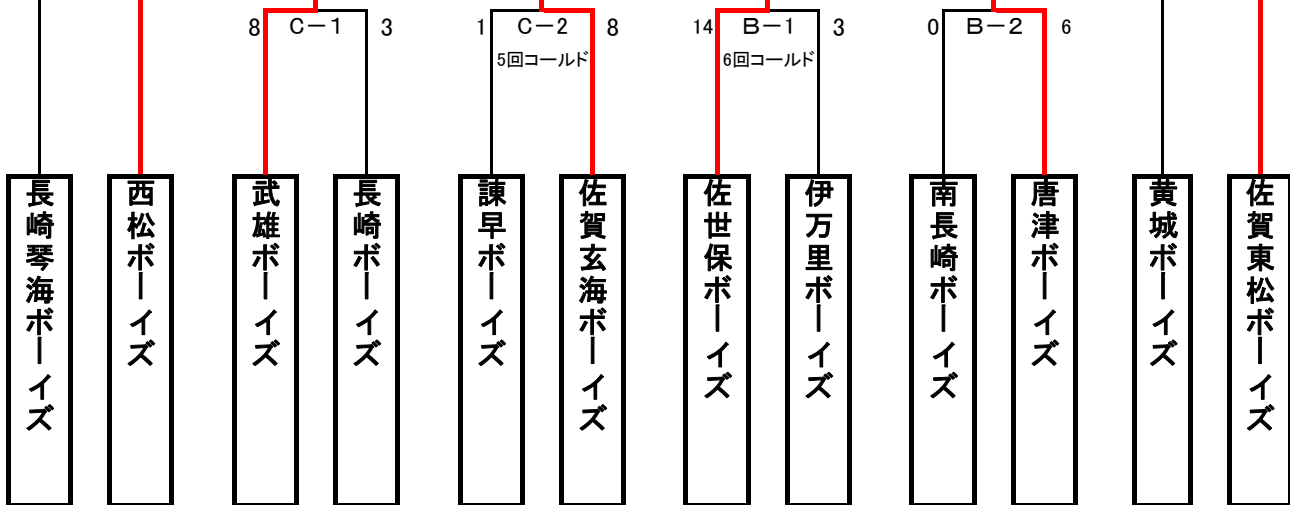 8 C－1 3
1 C－2 8
5回コールド
14 B－1 3
6回コールド
0 B－2 6
長崎琴海ボーイズ
西松ボーイズ
武雄ボーイズ
長崎ボーイズ
諫早ボーイズ
佐賀玄海ボーイズ
佐世保ボーイズ
伊万里ボーイズ
南長崎ボーイズ
唐津ボーイズ
黄城ボーイズ
佐賀東松ボーイズ